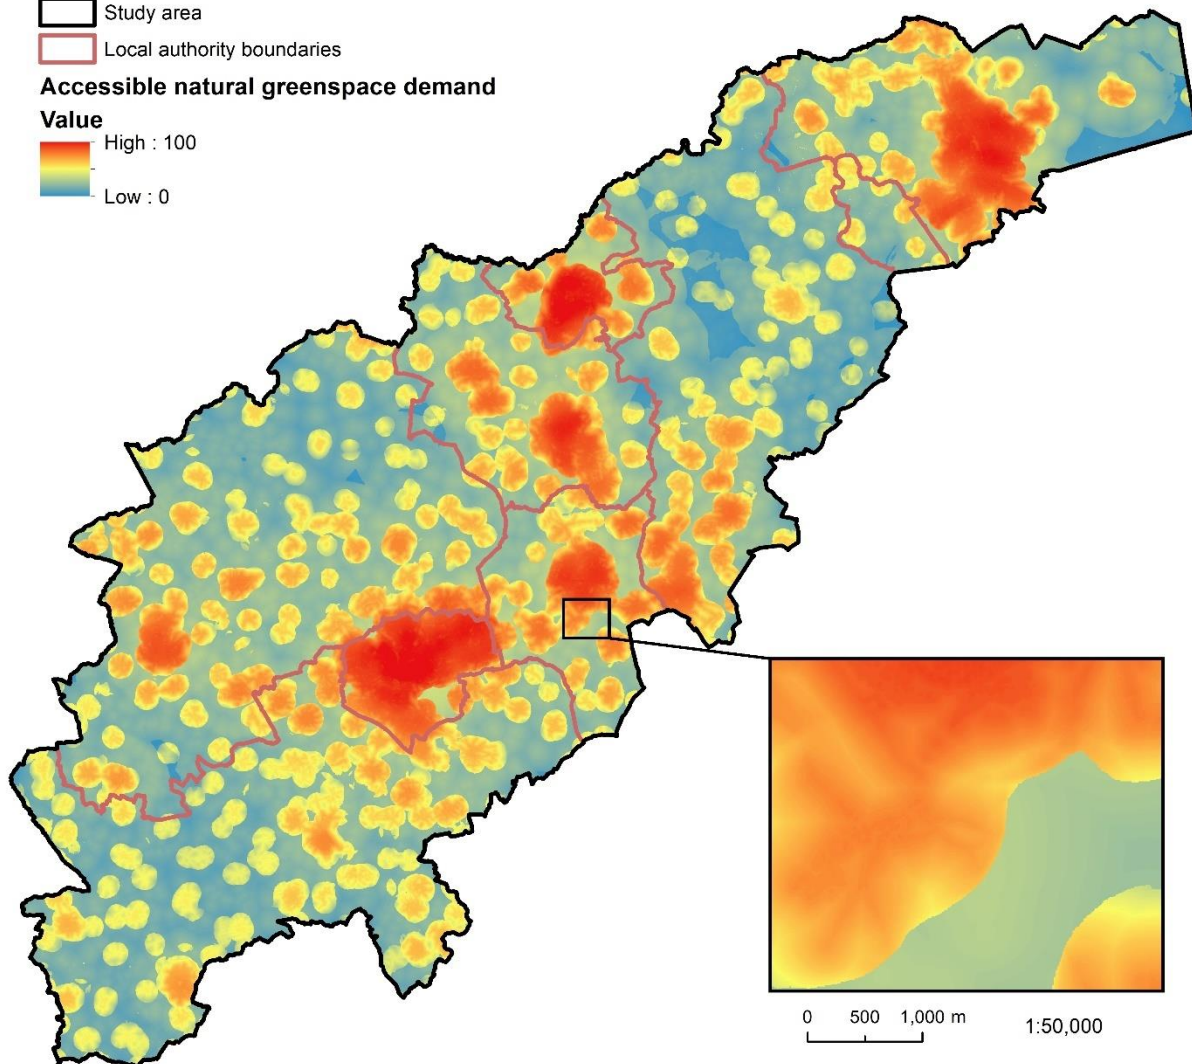 Study area
Local authority boundaries
Accessible natural greenspace demand
Value
High : 100
Low : 0
0 500 1,000 m
1:50,000